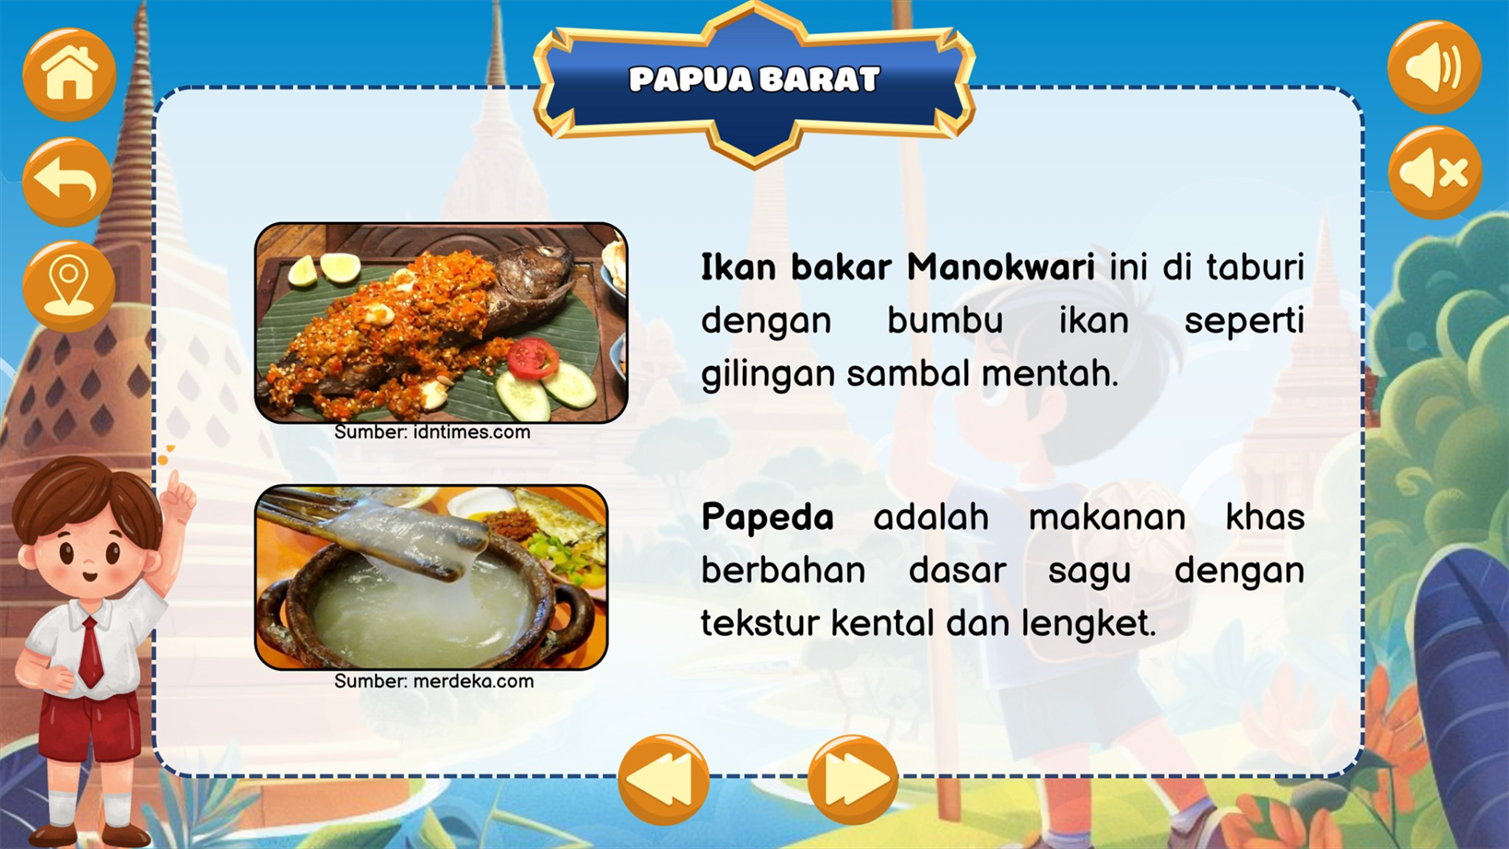 PAPUA BARAT
Ikan bakar Manokwari ini di taburi
dengan bumbu ikan seperti
gilingan sambal mentah.
Sumber: idntimes.com
Papeda adalah makanan khas
berbahan dasar sagu dengan
tekstur kental dan lengket.
Sumber: merdeka.com